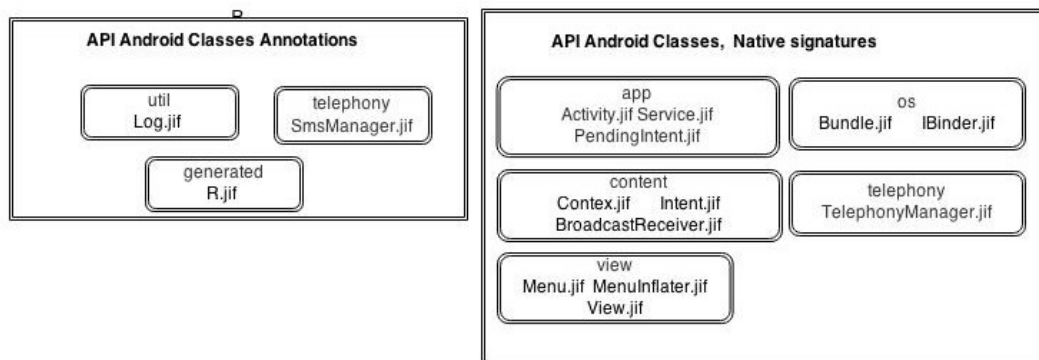 API Android Classes Annotations
util
Log.jif
telephony
SmsManager.jif
generated
R.jif
API Android Classes, Native signatures
app
Activity.jif Service.jif
PendingIntent.jif
os
Bundle.jif IBinder.jif
content
Contex.jif Intent.jif
BroadcastReceiver.jif
telephony
TelephonyManager.jif
view
Menu.jif MenuInflater.jif
View.jif